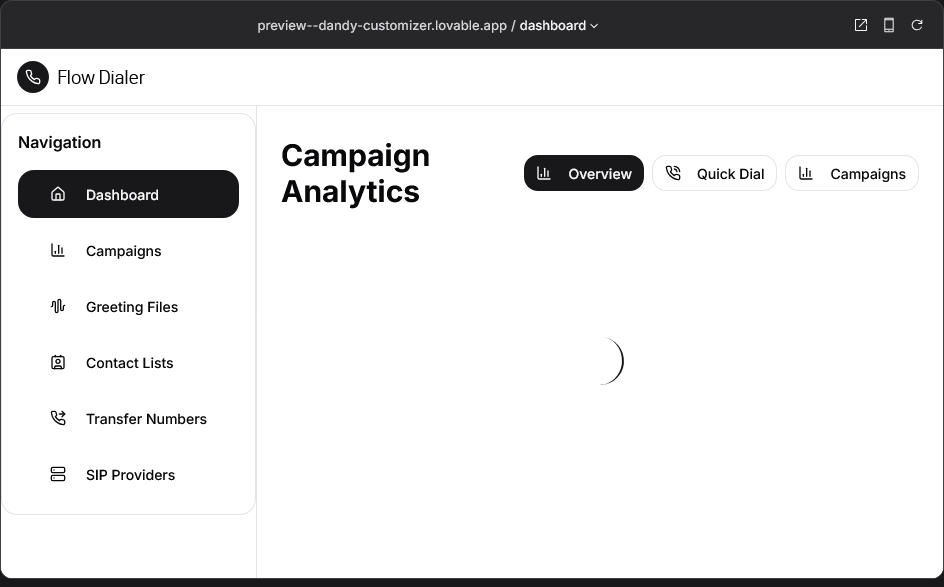 preview--dandy-customizer.lovable.app / dashboard
Flow Dialer
Navigation
Dashboard
Campaigns
Greeting Files
Contact Lists
Transfer Numbers
SIP Providers
Campaign
Analytics
Overview
Quick Dial
Campaigns